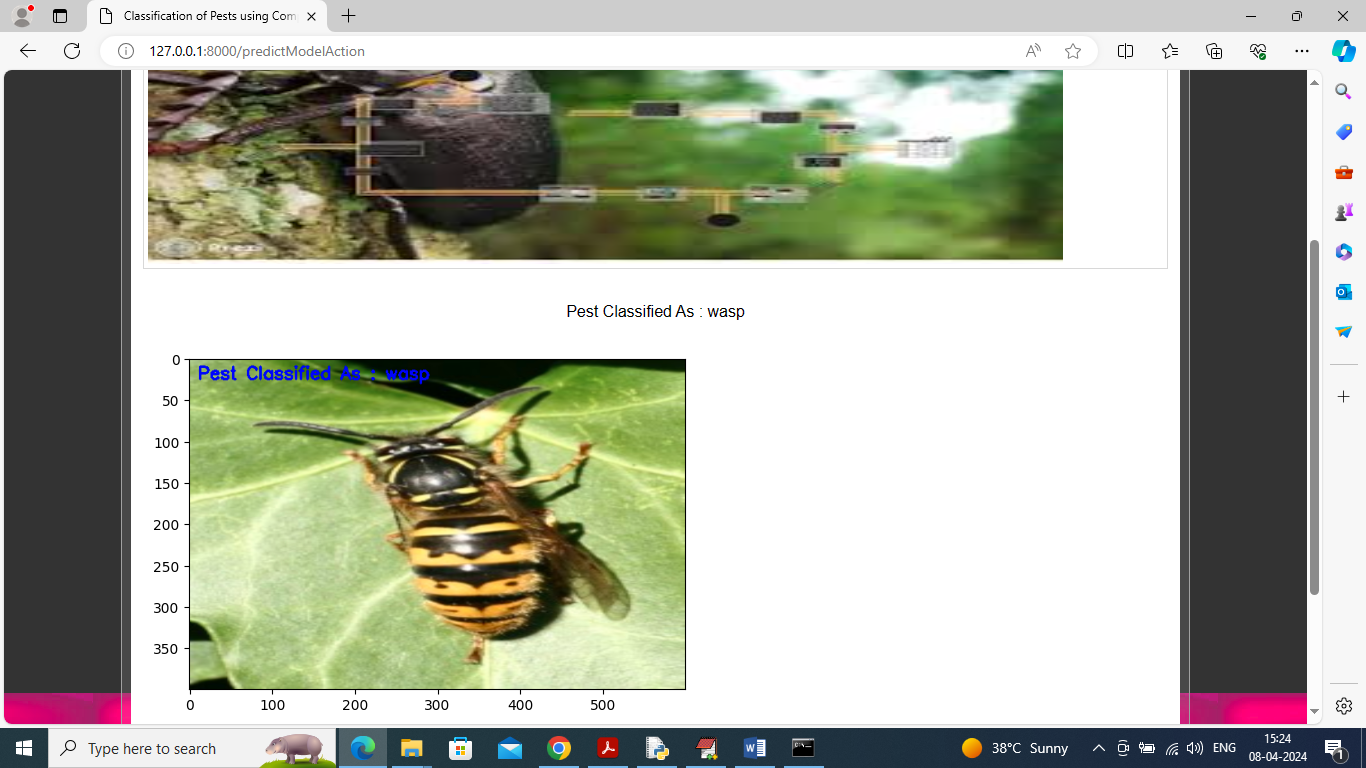 Classification of Pests using Com
127.0.0.1:8000/predictModelAction
Pest Classified As : wasp
Pest Classified As : wasp
0
50
100
150
200
250
300
350
0
100
200
300
400
500
Type here to search
38°C Sunny
ENG
15:24
08-04-2024
1